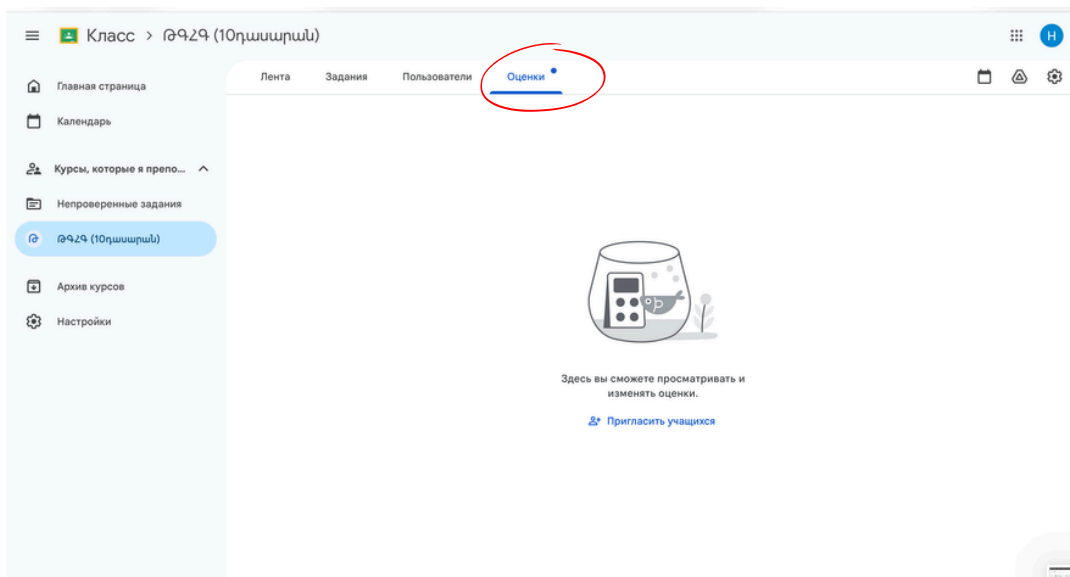 Класс > ԹԳՀԳ (10դասարան)
Н
Лента Задания Пользователи Оценки
Главная страница
Календарь
Курсы, которые я препо...
Непроверенные задания
Թ ԹԳՀԳ (10դասարան)
Архив курсов
Настройки
Здесь вы сможете просматривать и
изменять оценки.
Пригласить учащихся